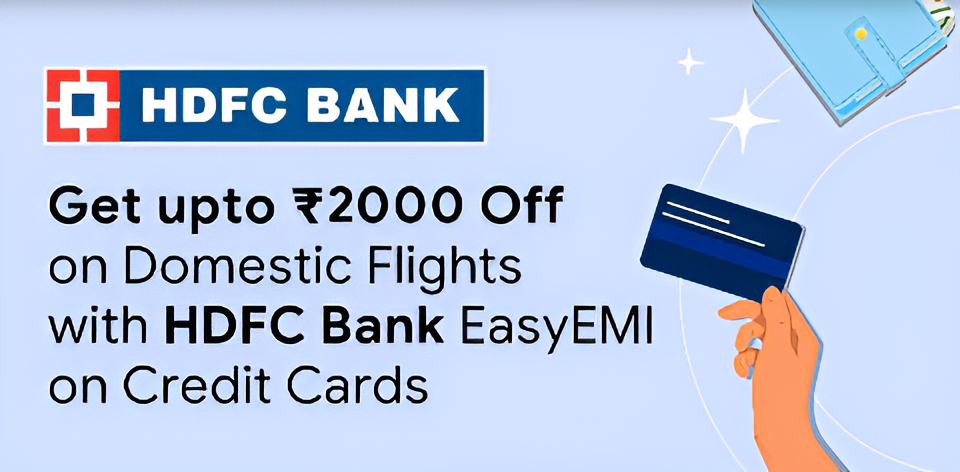 HDFC BANK
Get upto ₹2000 Off
on Domestic Flights
with HDFC Bank EasyEMI
on Credit Cards